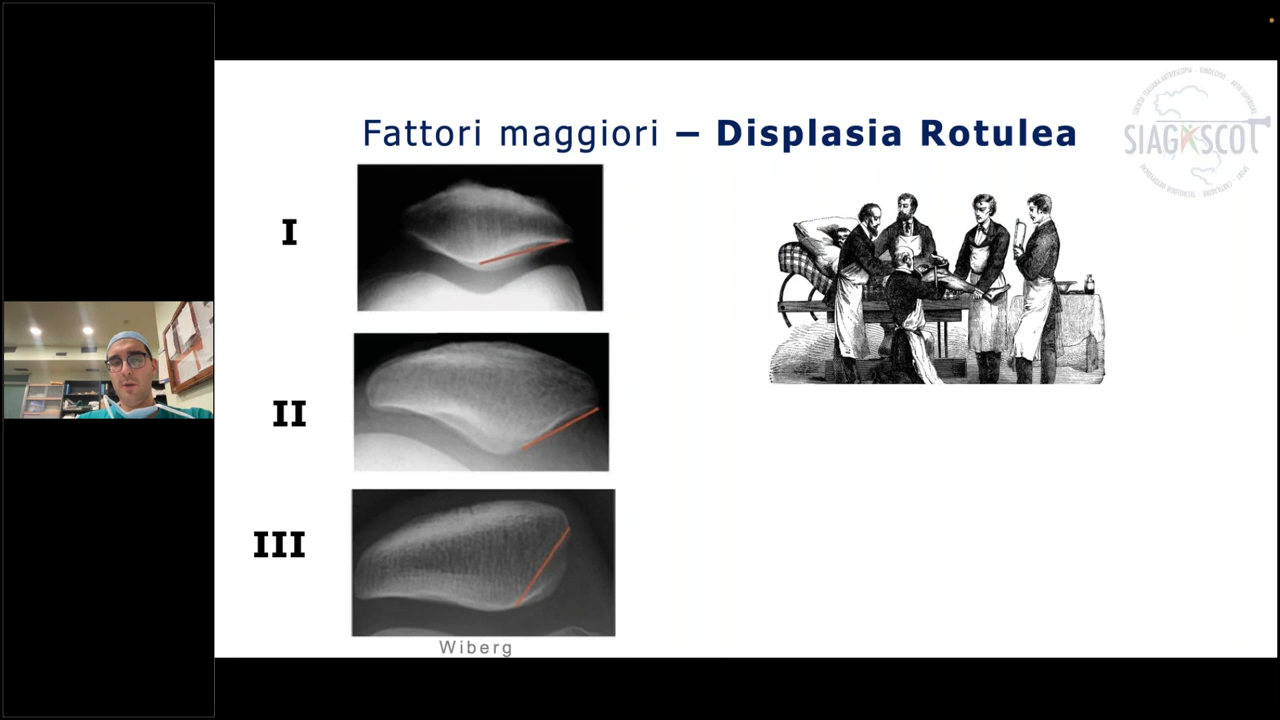 Fattori maggiori – Displasia Rotulea
SIAGASCOT
I
II
III
Wiberg